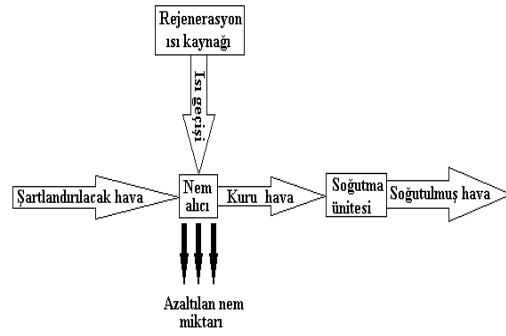 Rejenerasyon
ısı kaynağı
Isı geçişi
Şartlandırılacak hava
Nem
alıcı
Kuru hava
Soğutma
ünitesi
Soğutulmuş hava
Azaltılan nem
miktarı